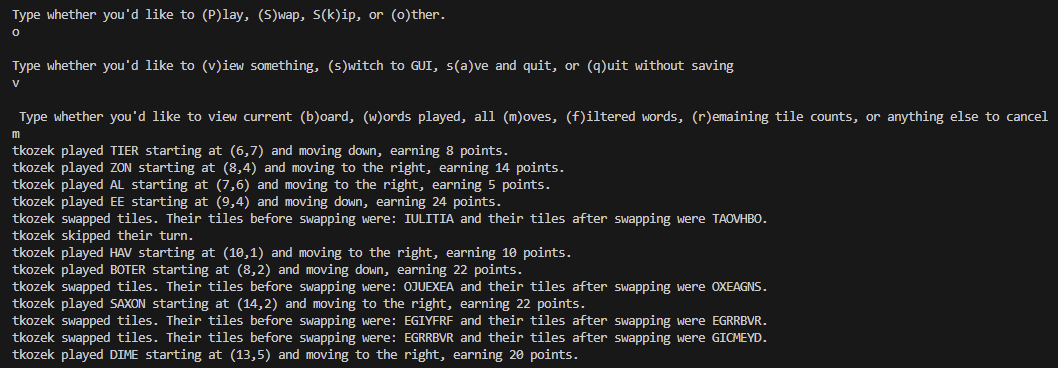 Type whether you'd like to (P)lay, (S)wap, S(k)ip, or (o)ther.
o
Type whether you'd like to (v)iew something, (s)witch to GUI, s(a)ve and quit, or (q)uit without saving
v
Type whether you'd like to view current (b)oard, (w)ords played, all (m)oves, (f)iltered words, (r)emaining tile counts, or anything else to cancel
m
tkozek played TIER starting at (6,7) and moving down, earning 8 points.
tkozek played ZON starting at (8,4) and moving to the right, earning 14 points.
tkozek played AL starting at (7,6) and moving to the right, earning 5 points.
tkozek played EE starting at (9,4) and moving down, earning 24 points.
tkozek swapped tiles. Their tiles before swapping were: IULITIA and their tiles after swapping were TAOVHBO.
tkozek skipped their turn.
tkozek played HAV starting at (10,1) and moving to the right, earning 10 points.
tkozek played BOTER starting at (8,2) and moving down, earning 22 points.
tkozek swapped tiles. Their tiles before swapping were: OJUEXEA and their tiles after swapping were OXEAGNS.
tkozek played SAXON starting at (14,2) and moving to the right, earning 22 points.
tkozek swapped tiles. Their tiles before swapping were: EGIYFRF and their tiles after swapping were EGRRBVR.
tkozek swapped tiles. Their tiles before swapping were: EGRRBVR and their tiles after swapping were GICMEYD.
tkozek played DIME starting at (13,5) and moving to the right, earning 20 points.